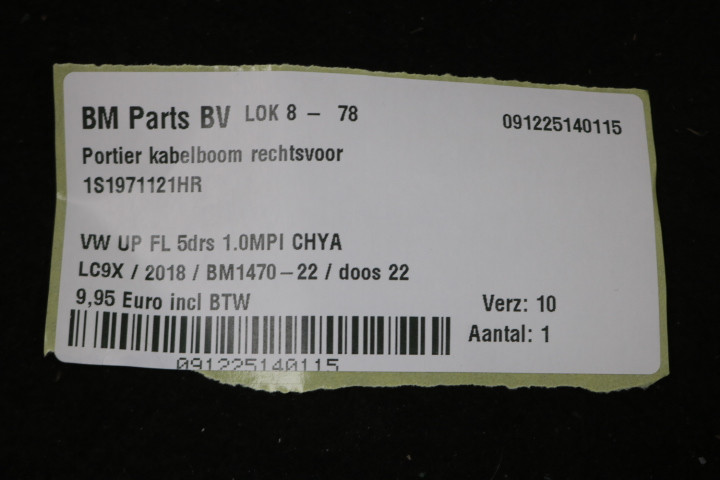 BM Parts BV LOK 8 - 78 091225140115
Portier kabelboom rechtsvoor
1S1971121HR
VW UP FL 5drs 1.0MPI CHYA
LC9X / 2018 / BM1470-22 / doos 22
9,95 Euro incl BTW Verz: 10
Aantal: 1
091225140115